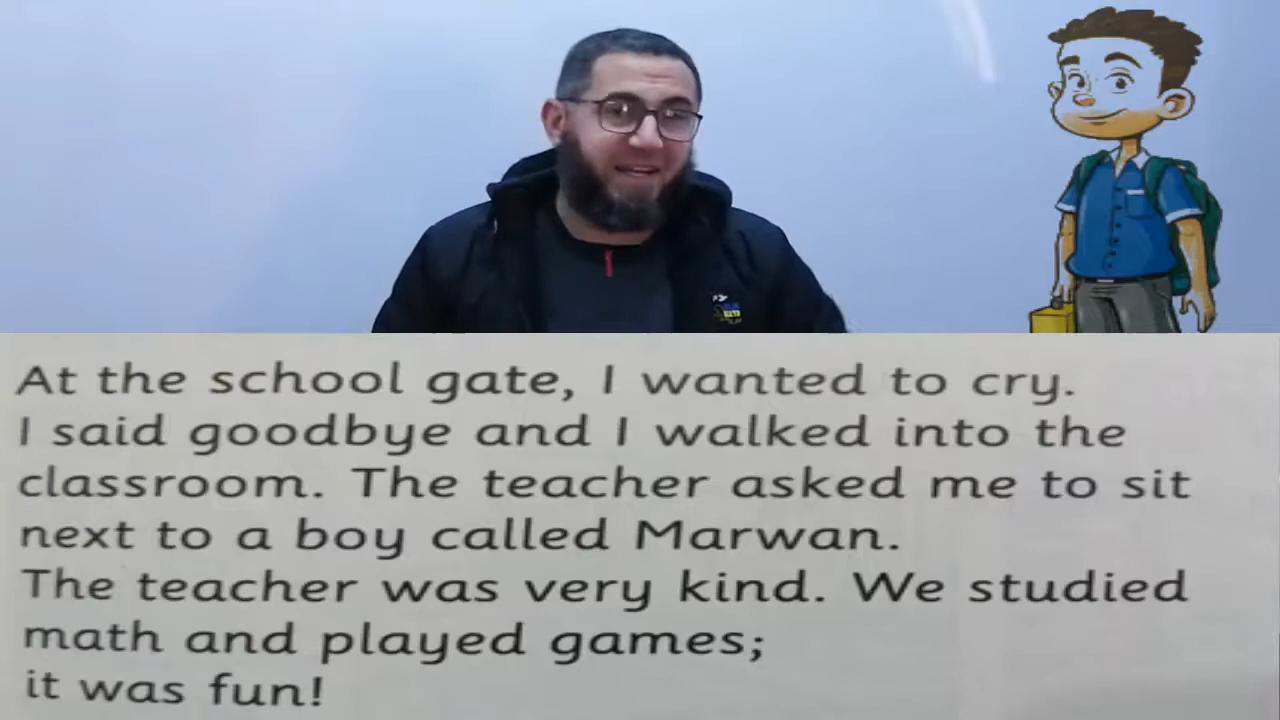 At the school gate, I wanted to cry.
I said goodbye and I walked into the
classroom. The teacher asked me to sit
next to a boy called Marwan.
The teacher was very kind. We studied
math and played games;
it was fun!